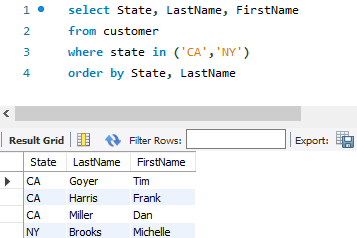 1 select State, LastName, FirstName
2 from customer
3 where state in ('CA','NY')
4 order by State, LastName
Result Grid Filter Rows: Export:
State LastName FirstName
CA Goyer Tim
CA Harris Frank
CA Miller Dan
NY Brooks Michelle